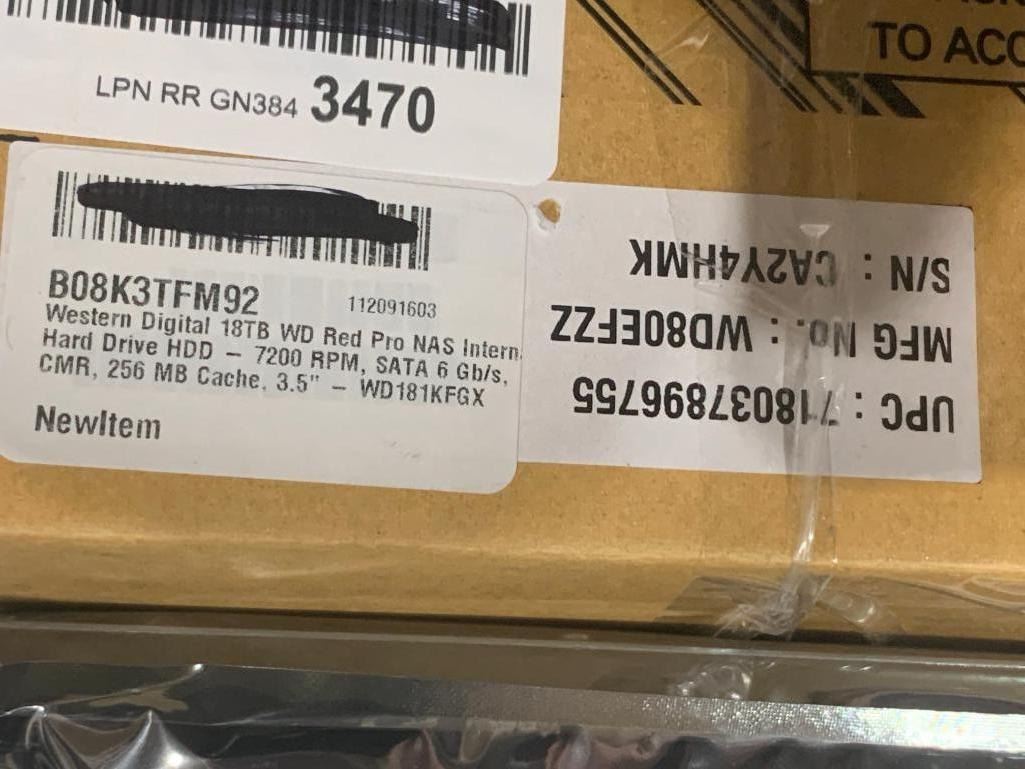 TO ACC
LPN RR GN384 3470
B08K3TFM92 112091603
Western Digital 18TB WD Red Pro NAS Intern
Hard Drive HDD – 7200 RPM, SATA 6 Gb/s,
CMR, 256 MB Cache, 3.5" – WD181KFGX
NewItem
UPC : 718037896755
MFG No. : WD80EFZZ
S/N : CA2Y4HMK